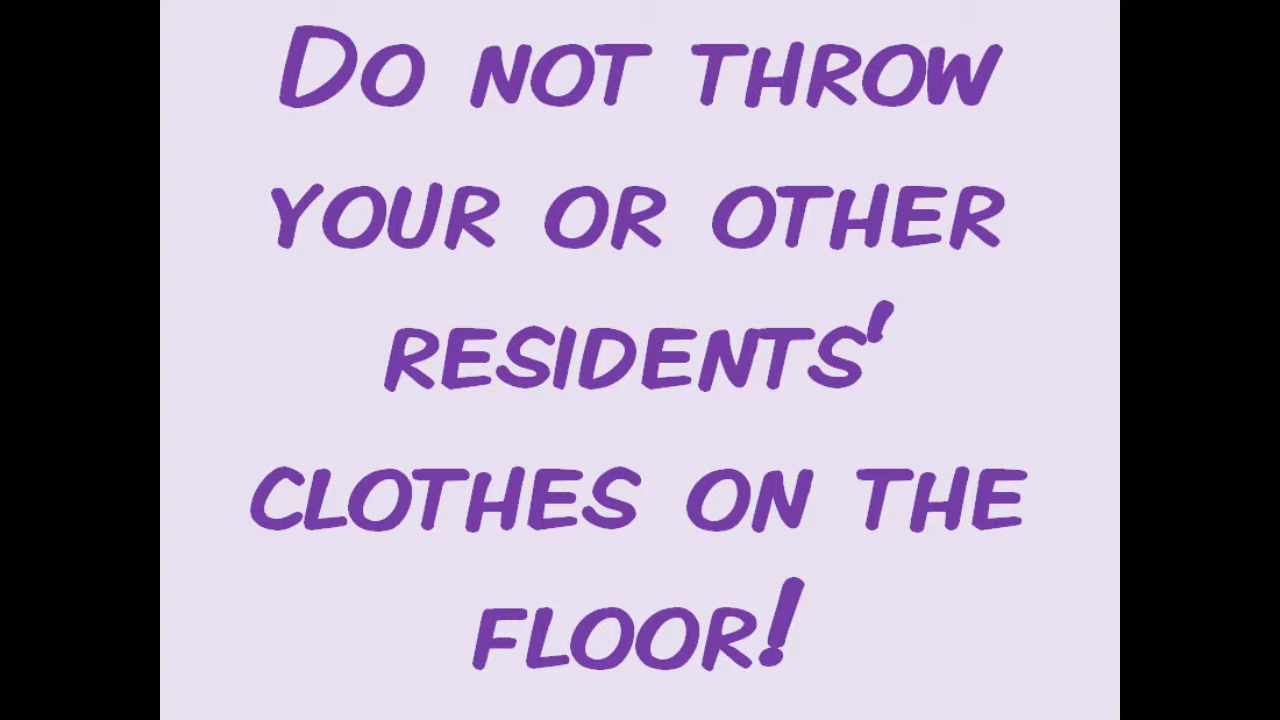 Do not throw
your or other
residents'
clothes on the
floor!